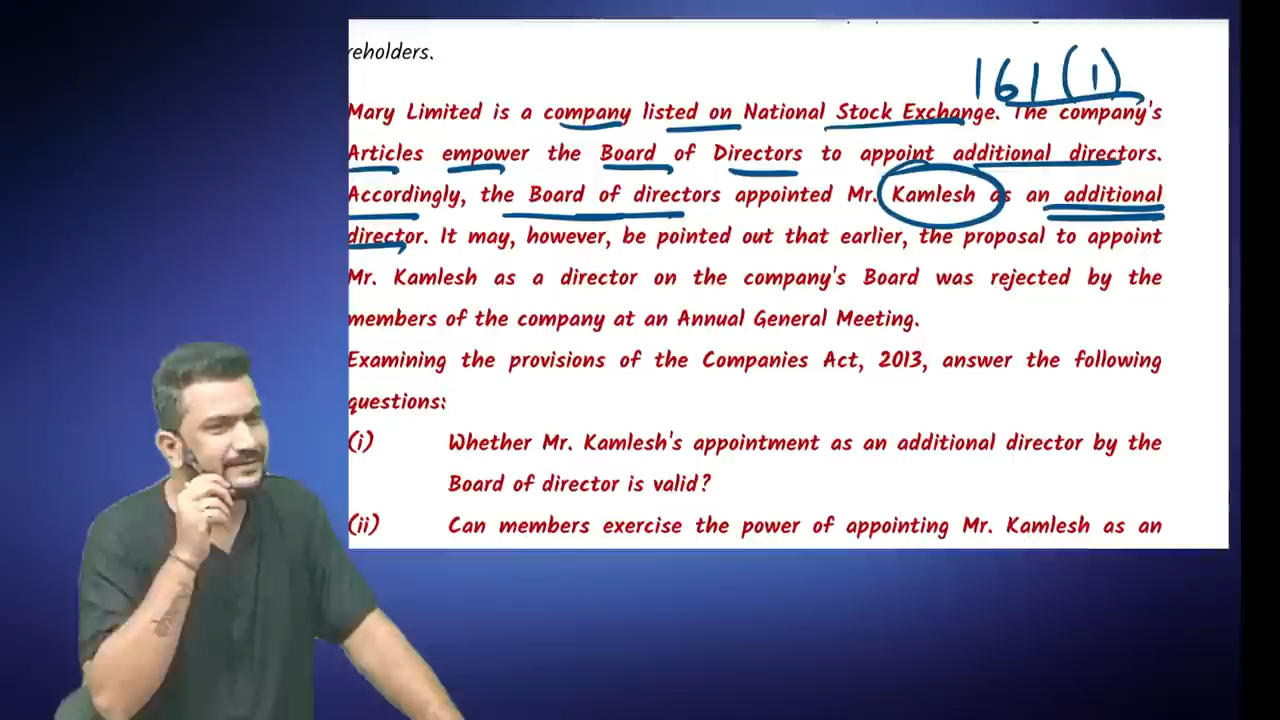 reholders.
161 (1)
Mary Limited is a company listed on National Stock Exchange. The company's
Articles empower the Board of Directors to appoint additional directors.
Accordingly, the Board of directors appointed Mr. Kamlesh as an additional
director. It may, however, be pointed out that earlier, the proposal to appoint
Mr. Kamlesh as a director on the company's Board was rejected by the
members of the company at an Annual General Meeting.
Examining the provisions of the Companies Act, 2013, answer the following
questions:
(i) Whether Mr. Kamlesh's appointment as an additional director by the
Board of director is valid?
(ii) Can members exercise the power of appointing Mr. Kamlesh as an